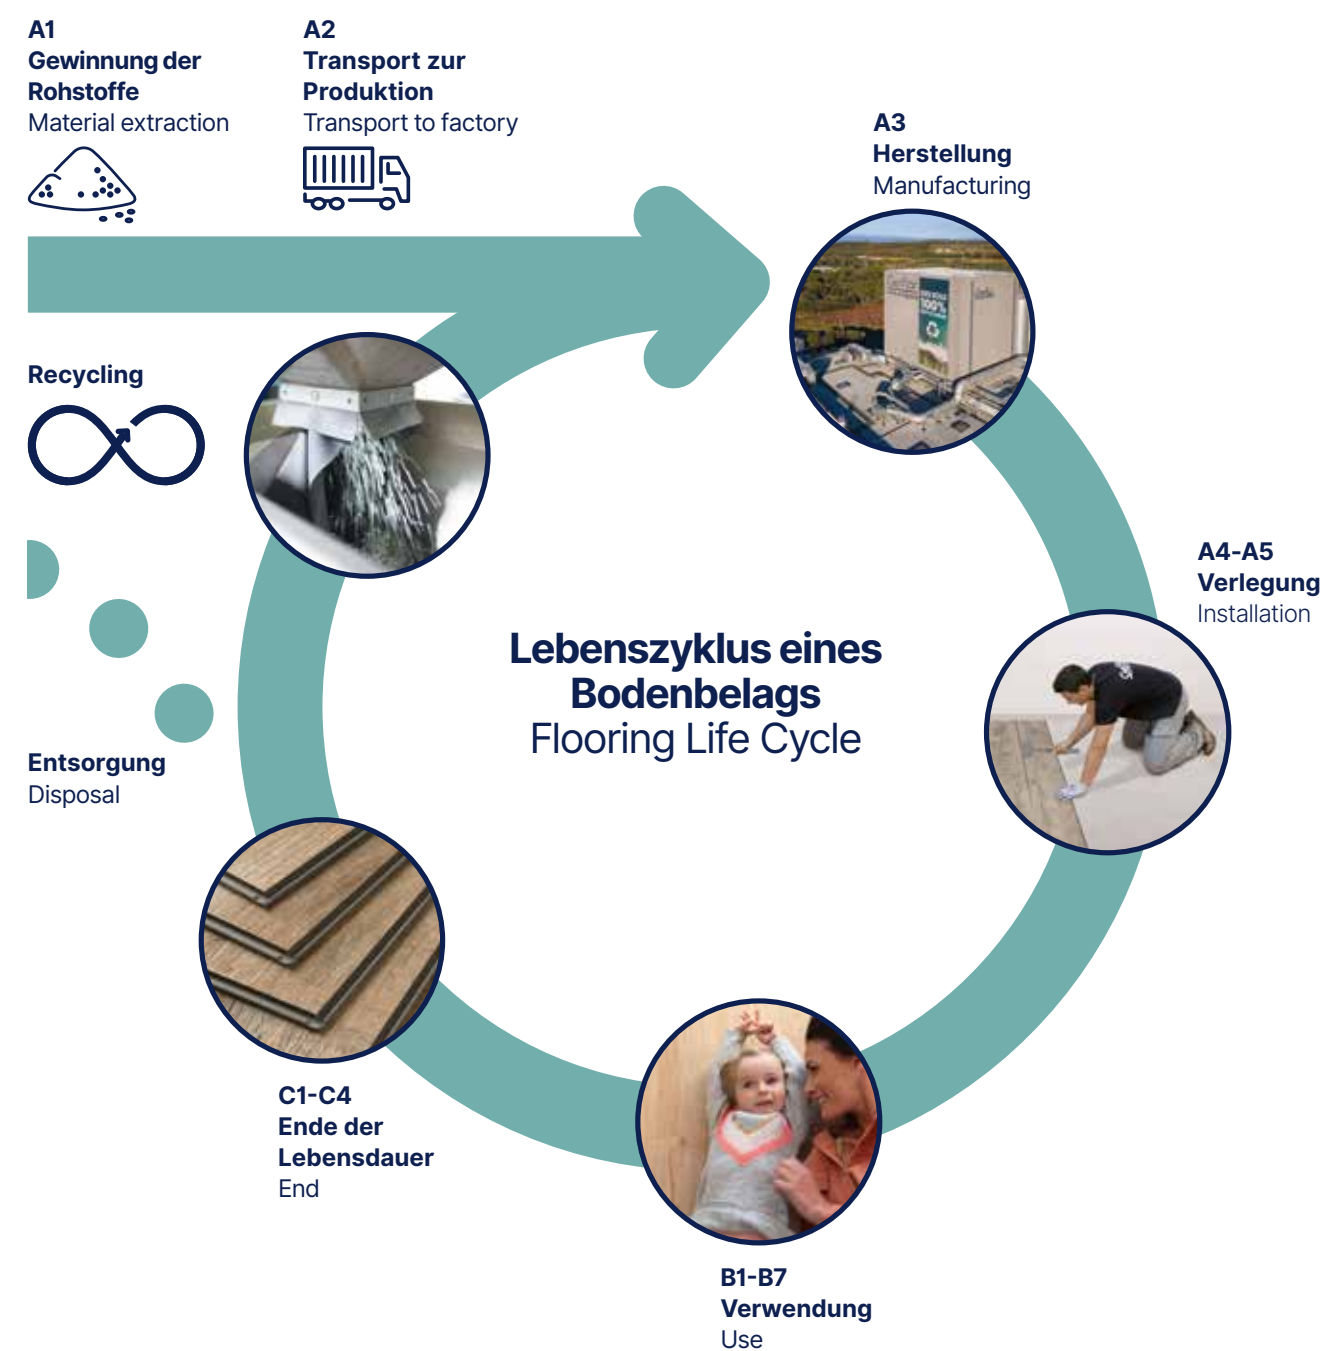 A1
Gewinnung der
Rohstoffe
Material extraction
A2
Transport zur
Produktion
Transport to factory
A3
Herstellung
Manufacturing
100%
Recycling
A4-A5
Verlegung
Installation
Lebenszyklus eines
Bodenbelags
Flooring Life Cycle
Entsorgung
Disposal
C1-C4
Ende der
Lebensdauer
End
B1-B7
Verwendung
Use